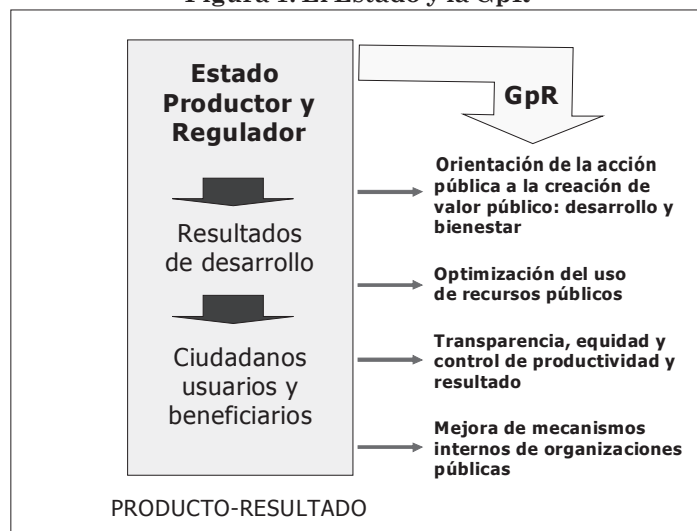 Figura 1. El Estado y la GpR
Estado
Productor y
Regulador
Resultados
de desarrollo
Ciudadanos
usuarios y
beneficiarios
PRODUCTO-RESULTADO
GpR
Orientación de la acción
pública a la creación de
valor público: desarrollo y
bienestar
Optimización del uso
de recursos públicos
Transparencia, equidad y
control de productividad y
resultado
Mejora de mecanismos
internos de organizaciones
públicas